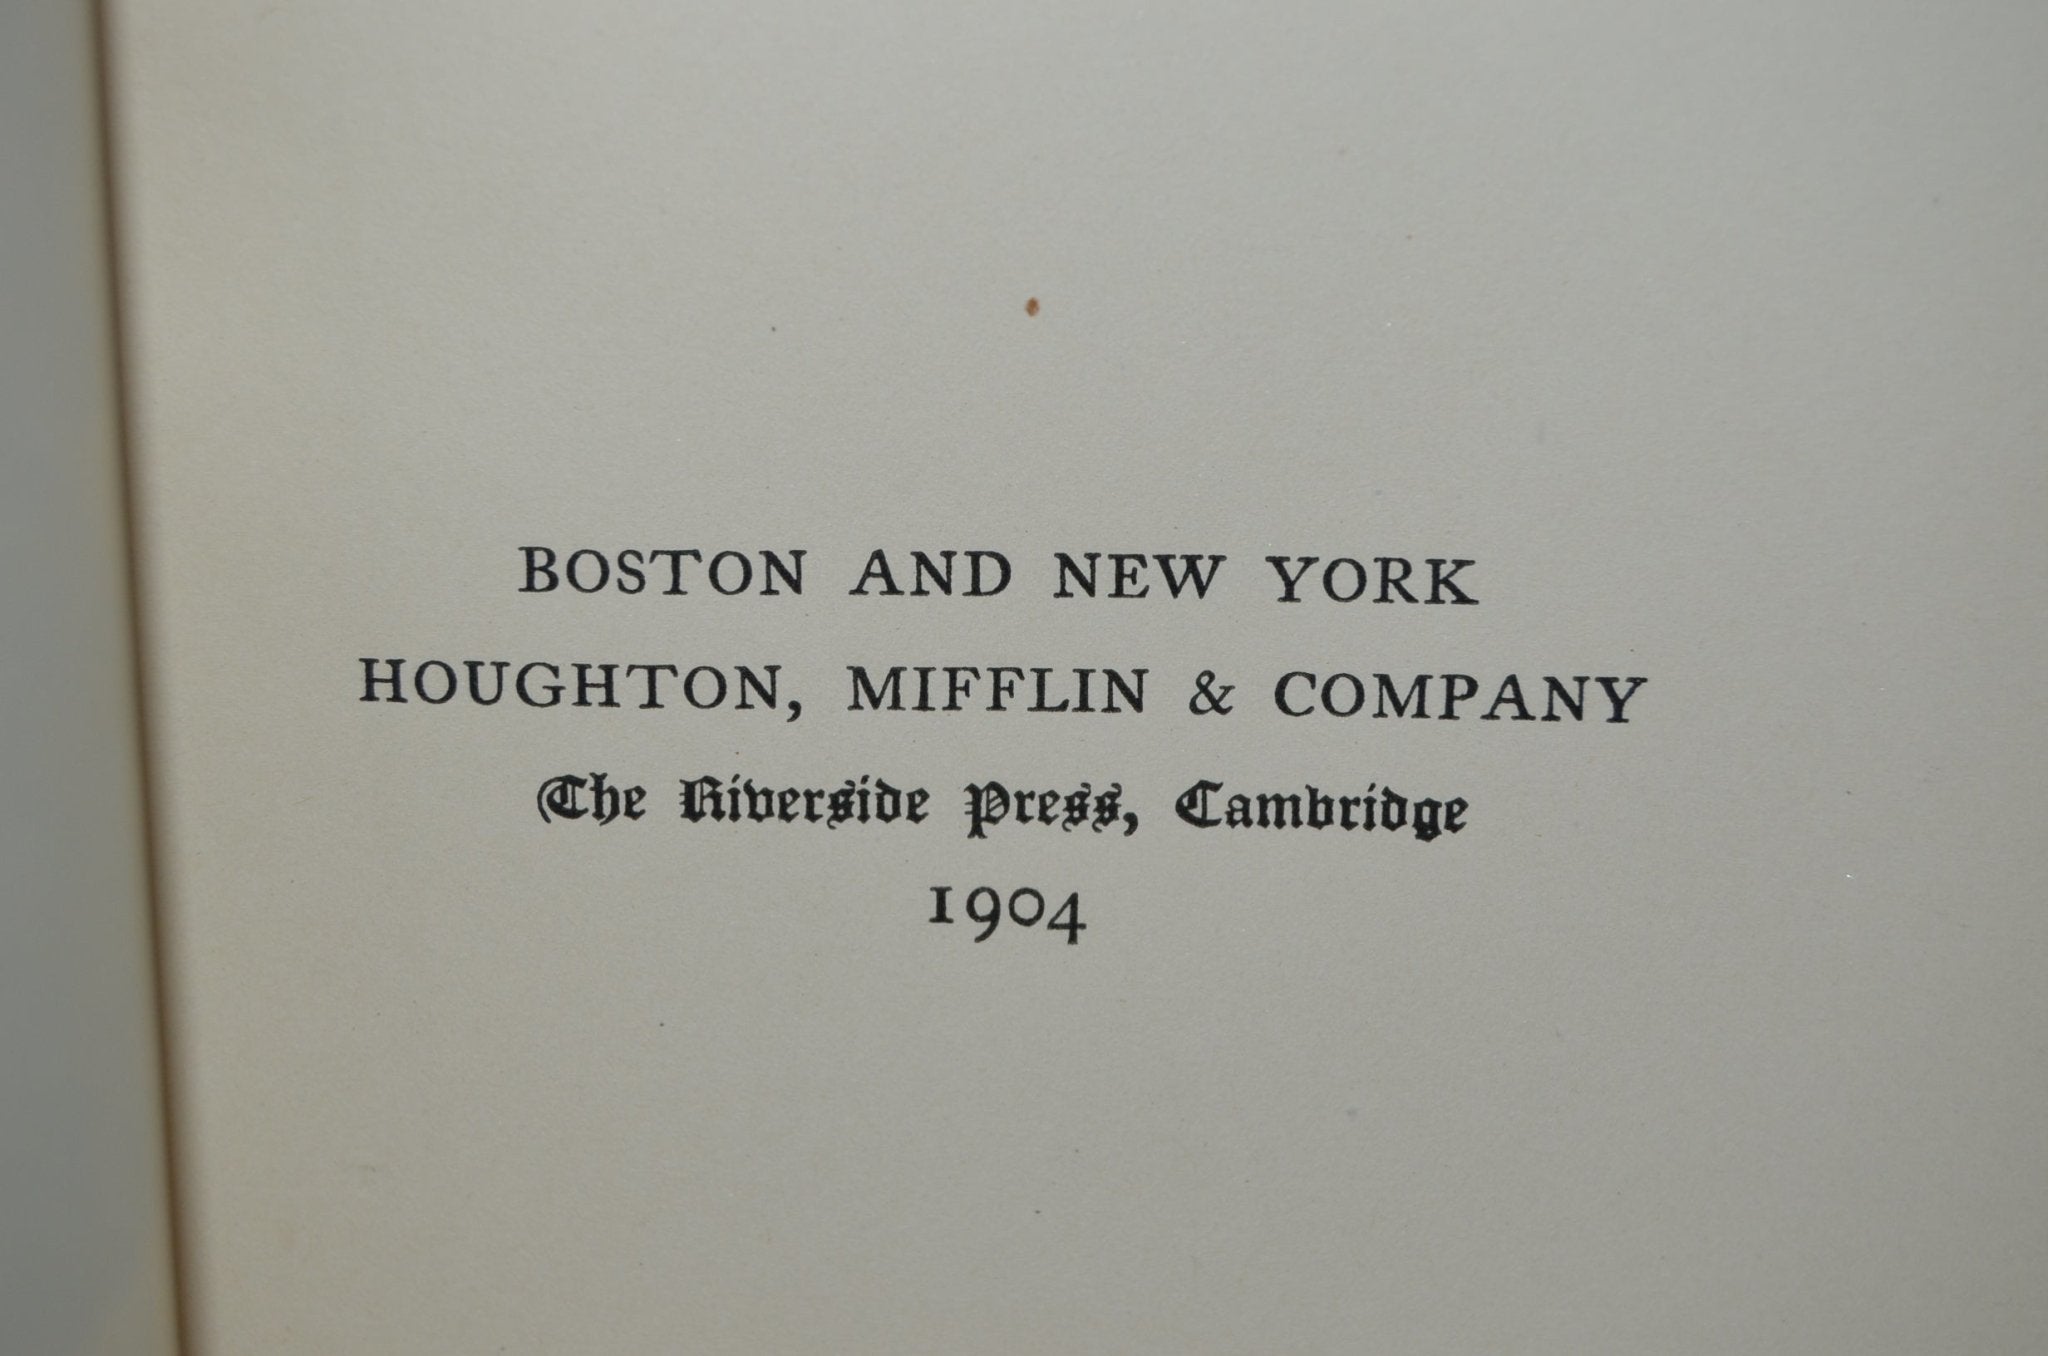 BOSTON AND NEW YORK
HOUGHTON, MIFFLIN & COMPANY
The Riverside Press, Cambridge
1904